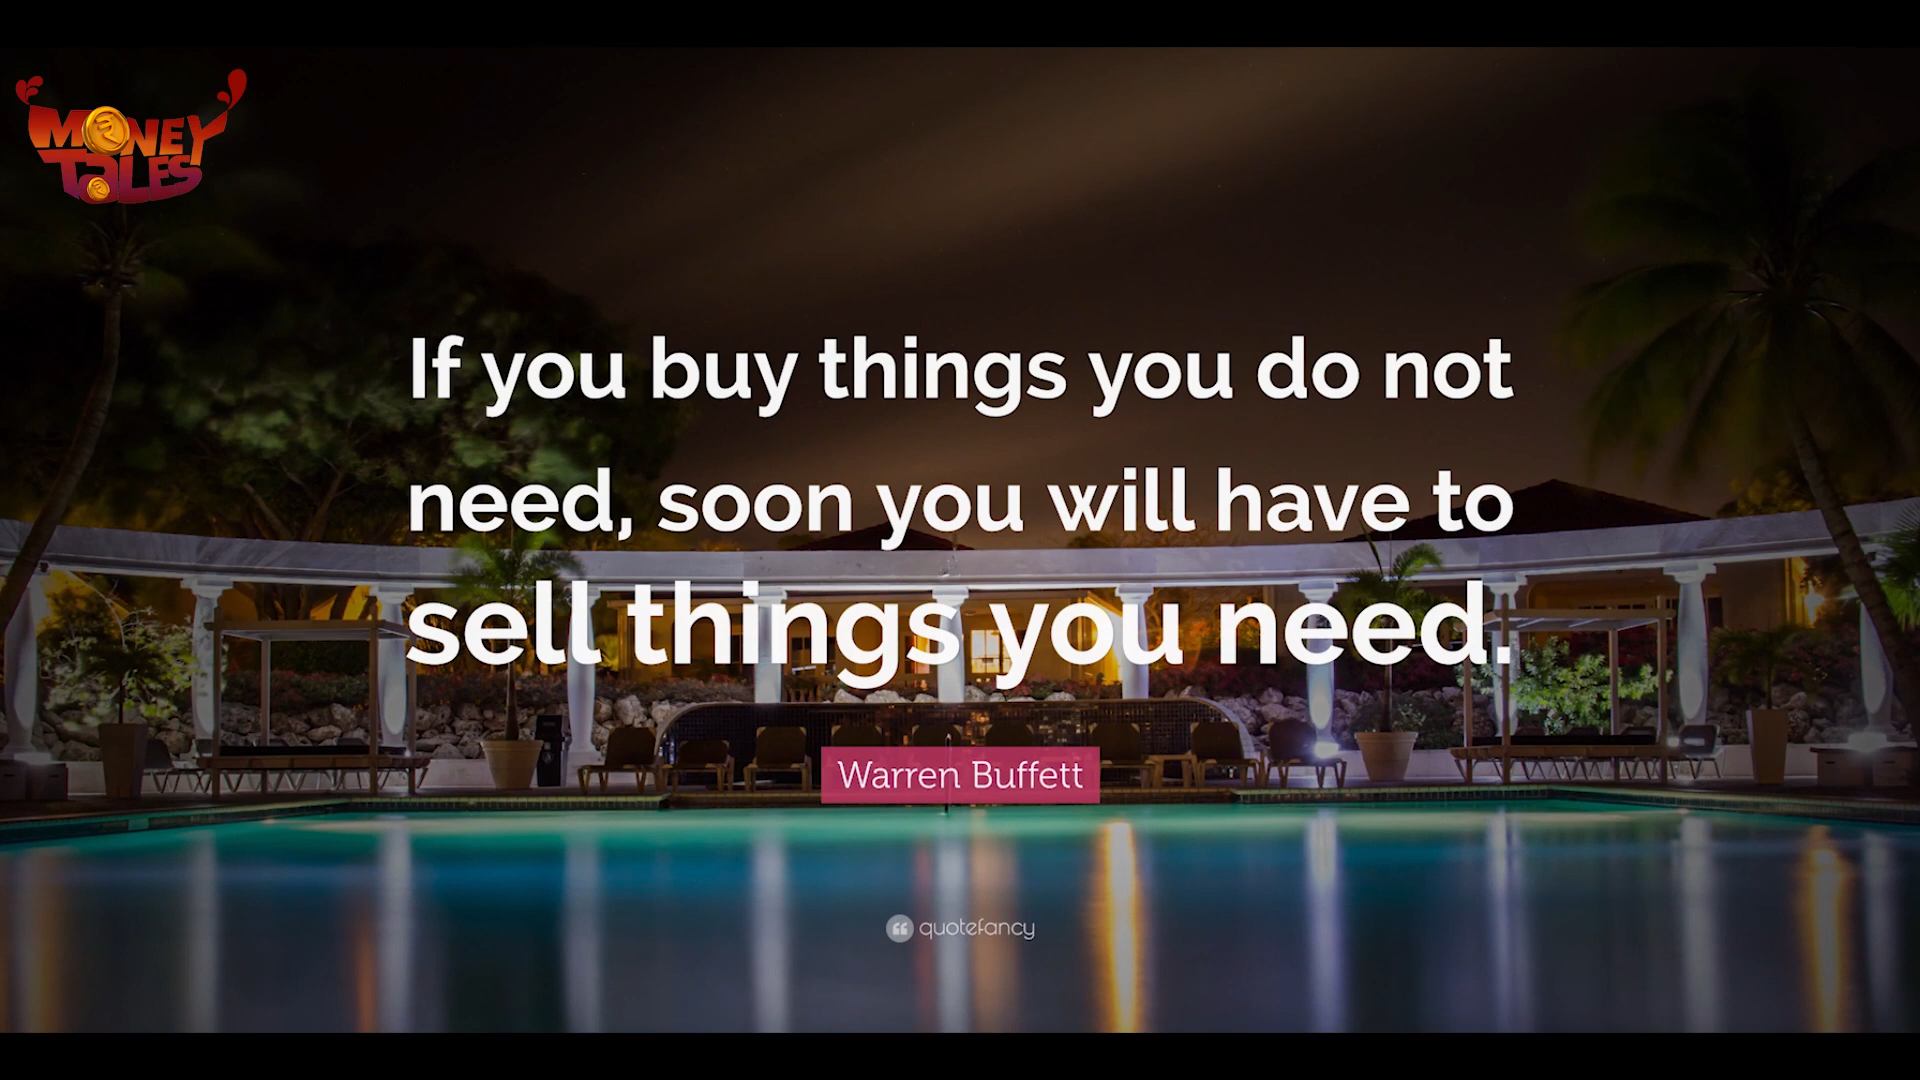 MONEY
TALES
If you buy things you do not
need, soon you will have to
sell things you need.
Warren Buffett
quotefancy